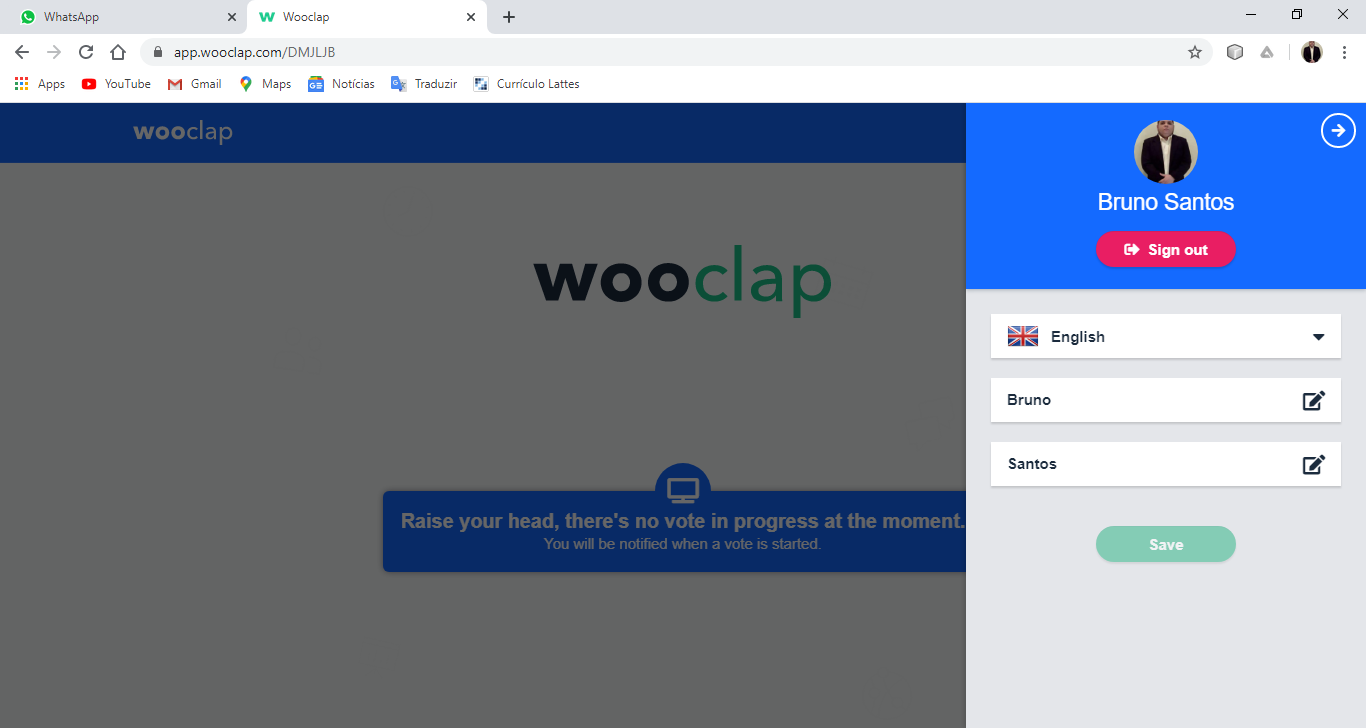 WhatsApp
Wooclap
app.wooclap.com/DMJLJB
Apps YouTube Gmail Maps Notícias Traduzir Currículo Lattes
wooclap
Bruno Santos
Sign out
wooclap
English
Bruno
Santos
Raise your head, there's no vote in progress at the moment.
You will be notified when a vote is started.
Save